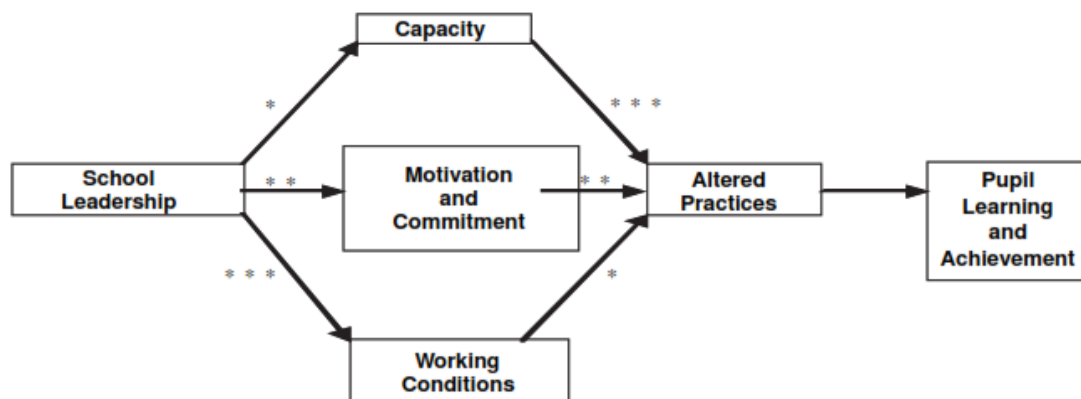 Capacity
*
* * *
School
Leadership
* *
Motivation
and
Commitment
* *
Altered
Practices
Pupil
Learning
and
Achievement
* * *
*
Working
Conditions